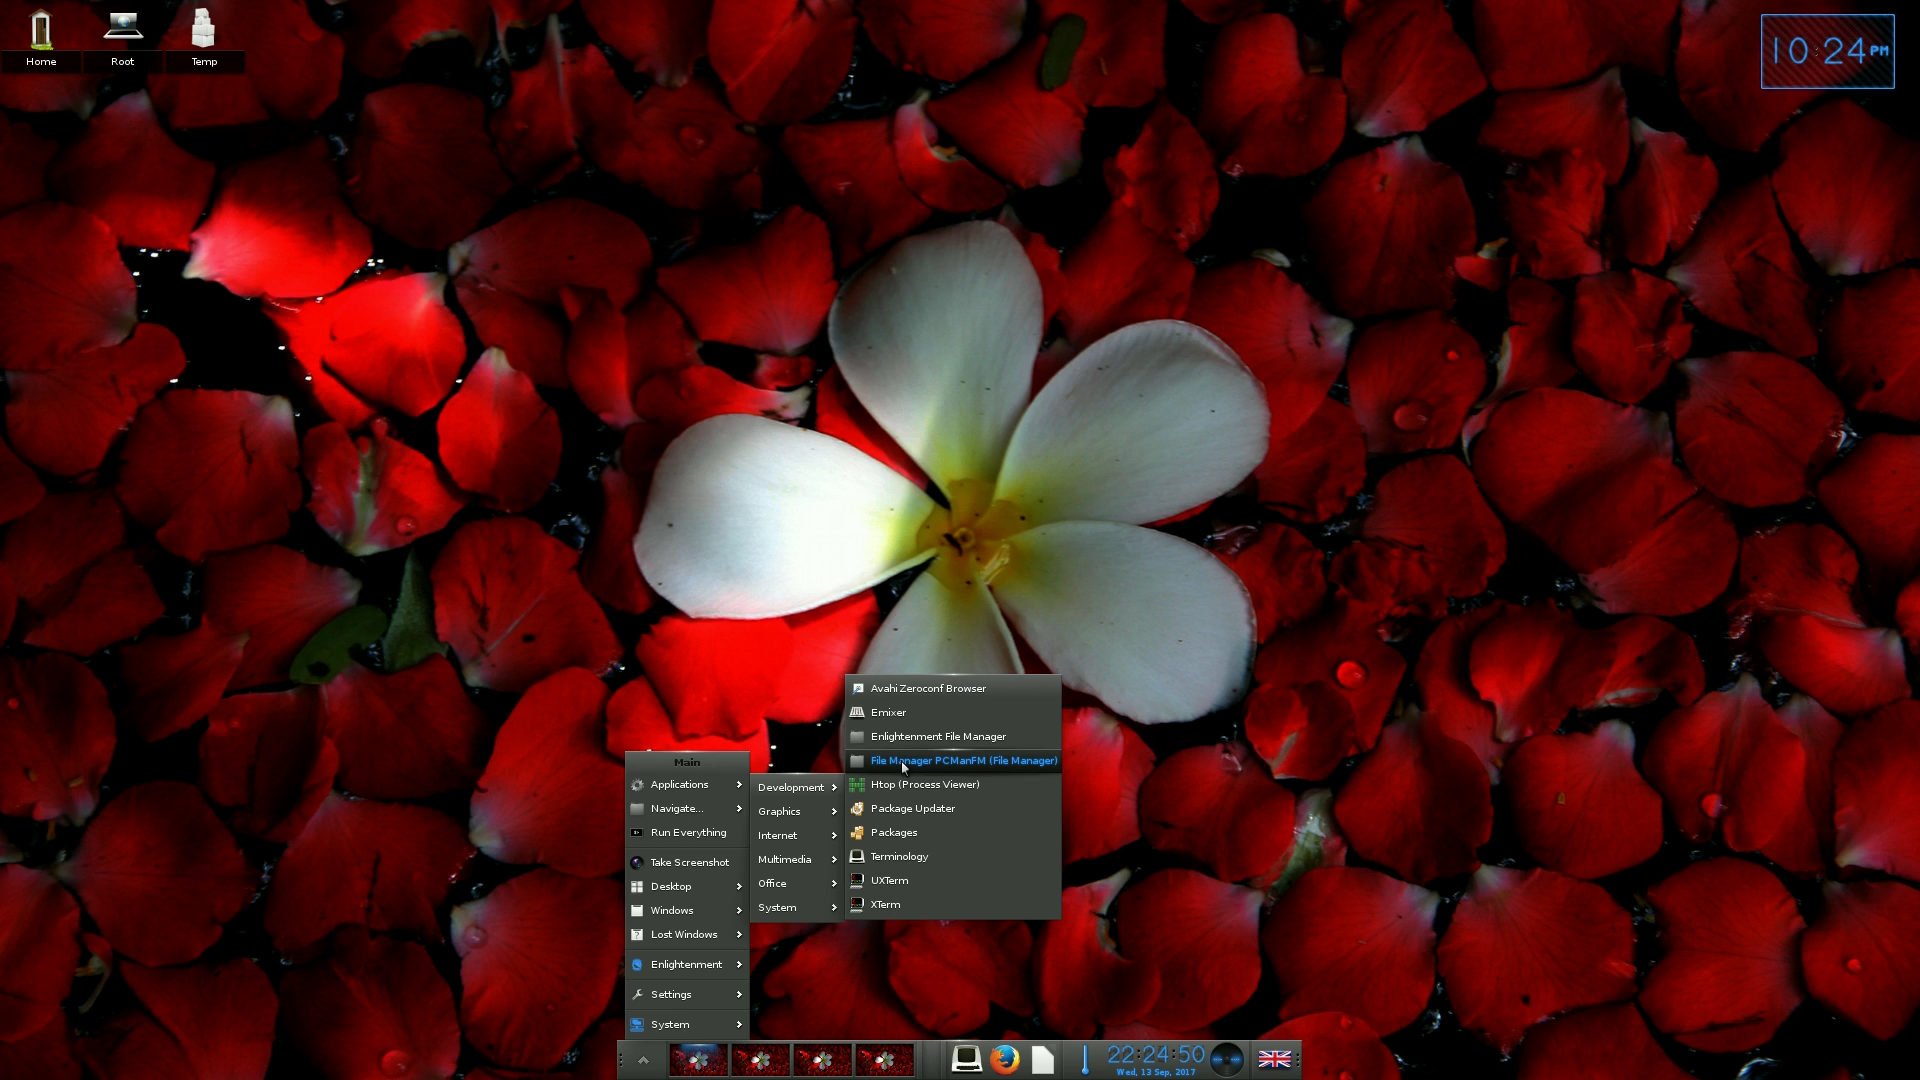 Home
Root
Temp
10:24 PM
Avahi Zeroconf Browser
Emixer
Enlightenment File Manager
File Manager PCManFM (File Manager)
Htop (Process Viewer)
Package Updater
Packages
Terminology
UXTerm
XTerm
Development
Graphics
Internet
Multimedia
Office
System
Main
Applications
Navigate...
Run Everything
Take Screenshot
Desktop
Windows
Lost Windows
Enlightenment
Settings
System
22:24:50
Wed, 13 Sep, 2017